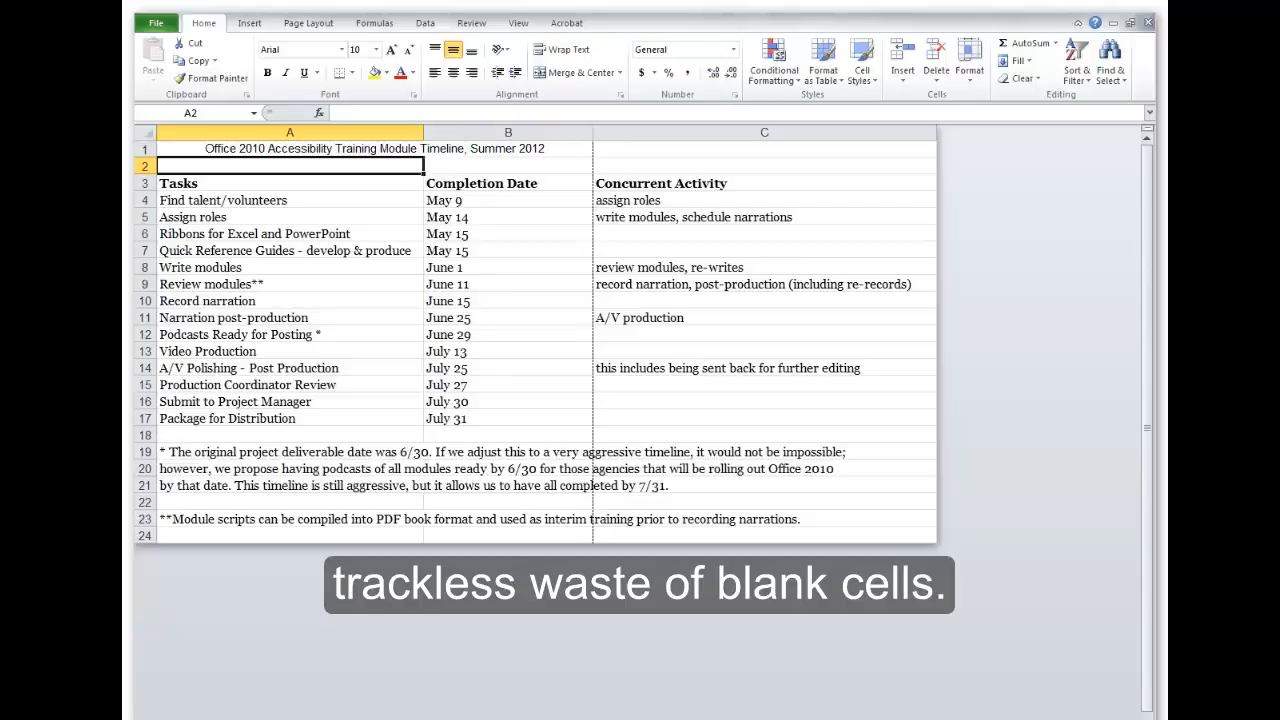 File Home Insert Page Layout Formulas Data Review View Acrobat
Cut
Copy
Format Painter
Paste
Clipboard
Arial 10
B I U
Font
Wrap Text
Merge & Center
Alignment
General
$ % ,
Number
Conditional Formatting
Format as Table
Cell Styles
Styles
Insert Delete Format
Cells
AutoSum
Fill
Clear
Sort & Filter
Find & Select
Editing
A2 fx
A B C
1 Office 2010 Accessibility Training Module Timeline, Summer 2012
2
3 Tasks Completion Date Concurrent Activity
4 Find talent/volunteers May 9 assign roles
5 Assign roles May 14 write modules, schedule narrations
6 Ribbons for Excel and PowerPoint May 15
7 Quick Reference Guides - develop & produce May 15
8 Write modules June 1 review modules, re-writes
9 Review modules** June 11 record narration, post-production (including re-records)
10 Record narration June 15
11 Narration post-production June 25 A/V production
12 Podcasts Ready for Posting * June 29
13 Video Production July 13
14 A/V Polishing - Post Production July 25 this includes being sent back for further editing
15 Production Coordinator Review July 27
16 Submit to Project Manager July 30
17 Package for Distribution July 31
18
19 * The original project deliverable date was 6/30. If we adjust this to a very aggressive timeline, it would not be impossible;
20 however, we propose having podcasts of all modules ready by 6/30 for those agencies that will be rolling out Office 2010
21 by that date. This timeline is still aggressive, but it allows us to have all completed by 7/31.
22
23 **Module scripts can be compiled into PDF book format and used as interim training prior to recording narrations.
24
trackless waste of blank cells.